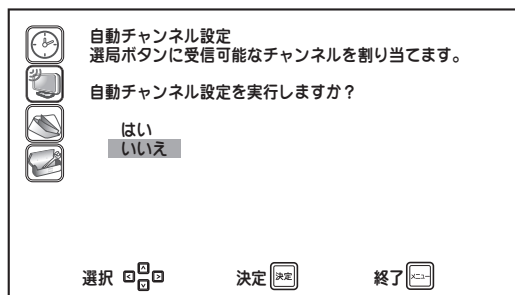 自動チャンネル設定
選局ボタンに受信可能なチャンネルを割り当てます。
自動チャンネル設定を実行しますか？
はい
いいえ
選択 決定 決定 終了 メニュー